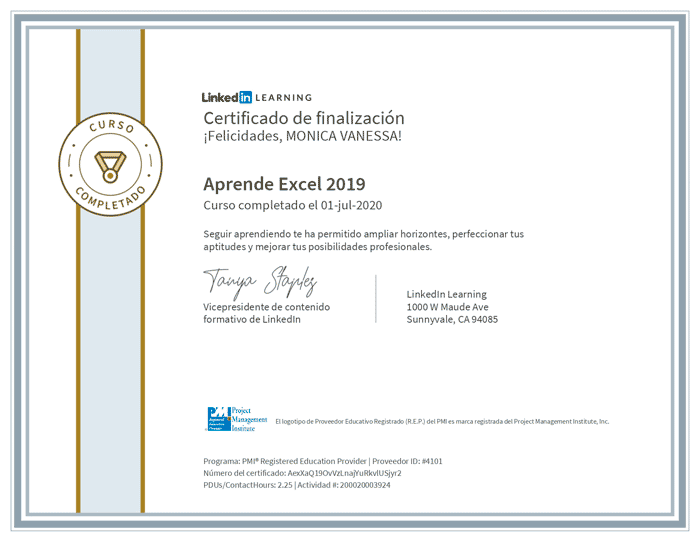 LinkedIn LEARNING
Certificado de finalización
¡Felicidades, MONICA VANESSA!
CURSO
COMPLETADO
Aprende Excel 2019
Curso completado el 01-jul-2020
Seguir aprendiendo te ha permitido ampliar horizontes, perfeccionar tus
aptitudes y mejorar tus posibilidades profesionales.
Tanya Staples
Vicepresidente de contenido
formativo de LinkedIn
LinkedIn Learning
1000 W Maude Ave
Sunnyvale, CA 94085
PMI
Registered
Education
Provider
Project
Management
Institute
El logotipo de Proveedor Educativo Registrado (R.E.P.) del PMI es marca registrada del Project Management Institute, Inc.
Programa: PMI® Registered Education Provider | Proveedor ID: #4101
Número del certificado: AexXaQ19OvVzLnajYuRkvlUSjyr2
PDUs/ContactHours: 2.25 | Actividad #: 200020003924